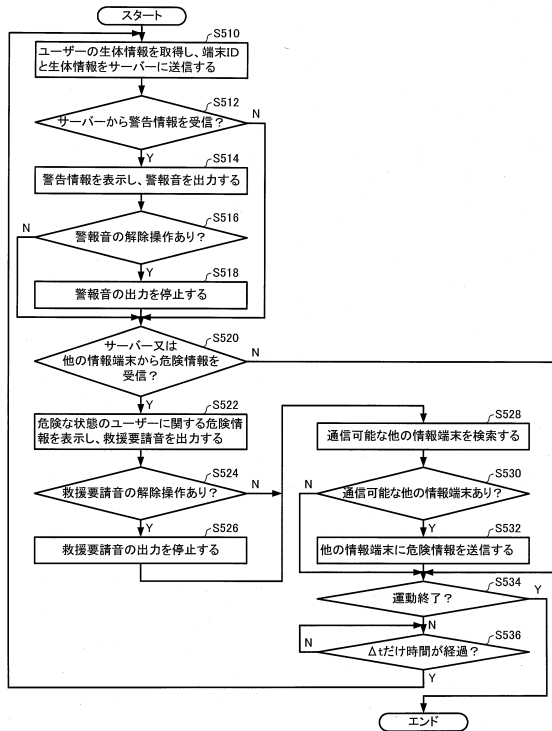 スタート
S510
ユーザーの生体情報を取得し、端末ID
と生体情報をサーバーに送信する
S512
サーバーから警告情報を受信？
N
Y
S514
警告情報を表示し、警報音を出力する
S516
N
警報音の解除操作あり？
Y
S518
警報音の出力を停止する
S520
サーバー又は
他の情報端末から危険情報を
受信？
N
Y
S522
危険な状態のユーザーに関する危険情
報を表示し、救援要請音を出力する
S524
救援要請音の解除操作あり？
N
Y
S526
救援要請音の出力を停止する
S528
通信可能な他の情報端末を検索する
S530
N
通信可能な他の情報端末あり？
Y
S532
他の情報端末に危険情報を送信する
S534
運動終了？
Y
N
S536
N
Δtだけ時間が経過？
Y
エンド